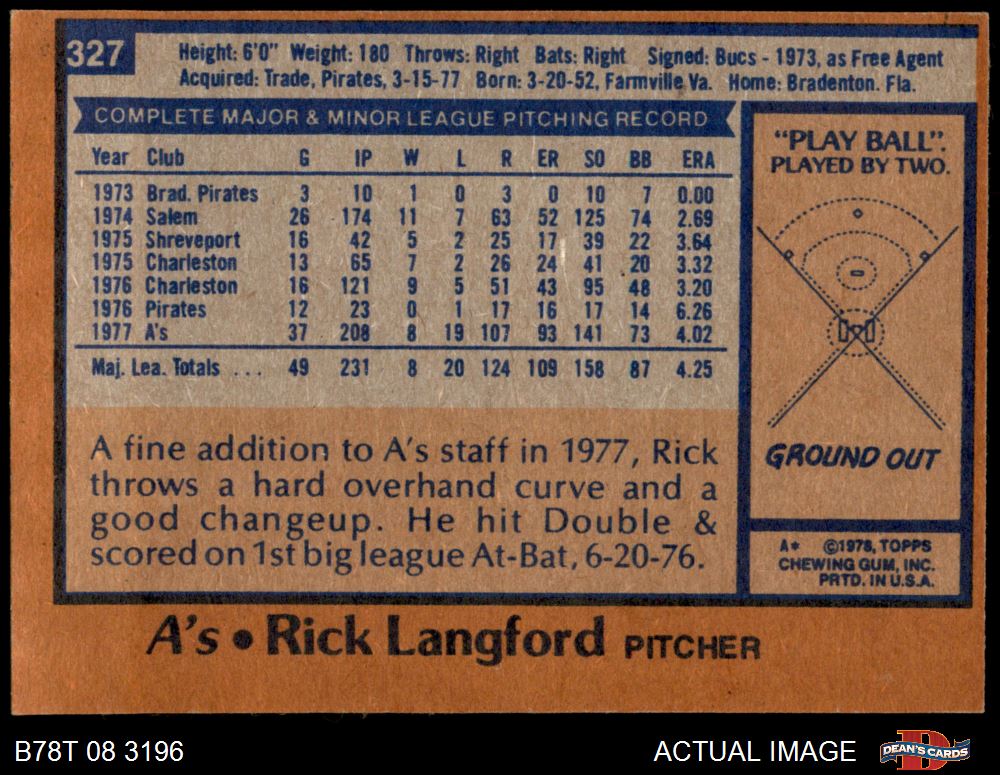 327
Height: 6'0" Weight: 180 Throws: Right Bats: Right Signed: Bucs - 1973, as Free Agent
Acquired: Trade, Pirates, 3-15-77 Born: 3-20-52, Farmville Va. Home: Bradenton. Fla.
COMPLETE MAJOR & MINOR LEAGUE PITCHING RECORD
Year Club G IP W L R ER SO BB ERA
1973 Brad. Pirates 3 10 1 0 3 0 10 7 0.00
1974 Salem 26 174 11 7 63 52 125 74 2.69
1975 Shreveport 16 42 5 2 25 17 39 22 3.64
1975 Charleston 13 65 7 2 26 24 41 20 3.32
1976 Charleston 16 121 9 5 51 43 95 48 3.20
1976 Pirates 12 23 0 1 17 16 17 14 6.26
1977 A's 37 208 8 19 107 93 141 73 4.02
Maj. Lea. Totals ... 49 231 8 20 124 109 158 87 4.25
A fine addition to A's staff in 1977, Rick
throws a hard overhand curve and a
good changeup. He hit Double &
scored on 1st big league At-Bat, 6-20-76.
"PLAY BALL".
PLAYED BY TWO.
GROUND OUT
A* ©1978, TOPPS
CHEWING GUM, INC.
PRTD. IN U.S.A.
A's • Rick Langford PITCHER
B78T 08 3196
ACTUAL IMAGE
D
DEAN'S CARDS